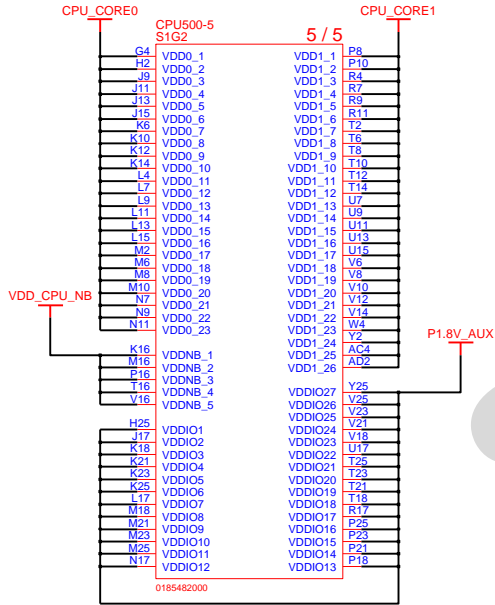 CPU_CORE0 CPU_CORE1
CPU500-5
S1G2 5 / 5
G4 VDD0_1 VDD1_1 P8
H2 VDD0_2 VDD1_2 P10
J9 VDD0_3 VDD1_3 R4
J11 VDD0_4 VDD1_4 R7
J13 VDD0_5 VDD1_5 R9
J15 VDD0_6 VDD1_6 R11
K6 VDD0_7 VDD1_7 T2
K10 VDD0_8 VDD1_8 T6
K12 VDD0_9 VDD1_9 T8
K14 VDD0_10 VDD1_10 T10
L4 VDD0_11 VDD1_11 T12
L7 VDD0_12 VDD1_12 T14
L9 VDD0_13 VDD1_13 U7
L11 VDD0_14 VDD1_14 U9
L13 VDD0_15 VDD1_15 U11
L15 VDD0_16 VDD1_16 U13
M2 VDD0_17 VDD1_17 U15
M6 VDD0_18 VDD1_18 V6
M8 VDD0_19 VDD1_19 V8
M10 VDD0_20 VDD1_20 V10
N7 VDD0_21 VDD1_21 V12
N9 VDD0_22 VDD1_22 V14
N11 VDD0_23 VDD1_23 W4
VDD1_24 Y2
VDD_CPU_NB
K16 VDDNB_1 VDD1_25 AC4
M16 VDDNB_2 VDD1_26 AD2
P16 VDDNB_3
T16 VDDNB_4 VDDIO27 Y25
V16 VDDNB_5 VDDIO26 V25
VDDIO25 V23
P1.8V_AUX
H25 VDDIO1 VDDIO24 V21
J17 VDDIO2 VDDIO23 V18
K18 VDDIO3 VDDIO22 U17
K21 VDDIO4 VDDIO21 T25
K23 VDDIO5 VDDIO20 T23
K25 VDDIO6 VDDIO19 T21
L17 VDDIO7 VDDIO18 T18
M18 VDDIO8 VDDIO17 R17
M21 VDDIO9 VDDIO16 P25
M23 VDDIO10 VDDIO15 P23
M25 VDDIO11 VDDIO14 P21
N17 VDDIO12 VDDIO13 P18
0185482000